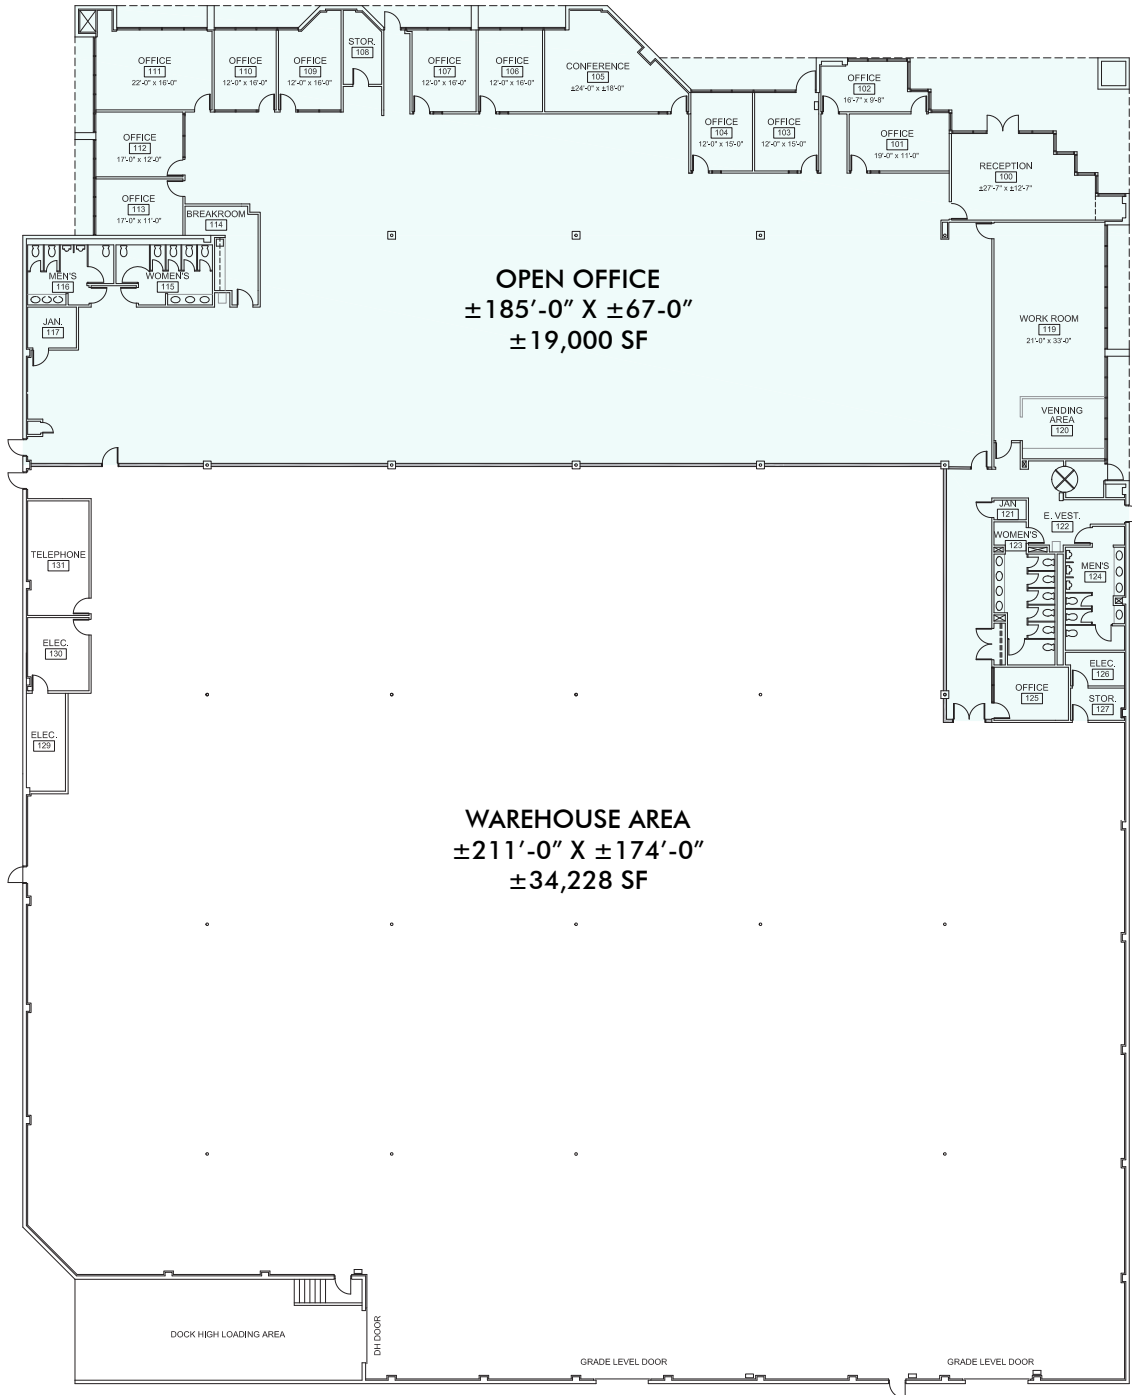 OFFICE
111
22'-0" x 16'-0"
OFFICE
110
12'-0" x 16'-0"
OFFICE
109
12'-0" x 16'-0"
STOR.
108
OFFICE
107
12'-0" x 16'-0"
OFFICE
106
12'-0" x 16'-0"
CONFERENCE
105
±24'-0" x ±18'-0"
OFFICE
102
16'-7" x 9'-8"
OFFICE
104
12'-0" x 15'-0"
OFFICE
103
12'-0" x 15'-0"
OFFICE
101
19'-0" x 11'-0"
RECEPTION
100
±27'-7" x ±12'-7"
OFFICE
112
17'-0" x 12'-0"
OFFICE
113
17'-0" x 11'-0"
BREAKROOM
114
MEN'S
116
WOMEN'S
115
JAN.
117
OPEN OFFICE
±185'-0” X ±67-0”
±19,000 SF
WORK ROOM
119
21'-0" x 33'-0"
VENDING
AREA
120
JAN
121
E. VEST.
122
WOMEN'S
123
MEN'S
124
TELEPHONE
131
ELEC.
130
ELEC.
129
ELEC.
126
OFFICE
125
STOR.
127
WAREHOUSE AREA
±211'-0” X ±174'-0”
±34,228 SF
DOCK HIGH LOADING AREA
DH DOOR
GRADE LEVEL DOOR
GRADE LEVEL DOOR